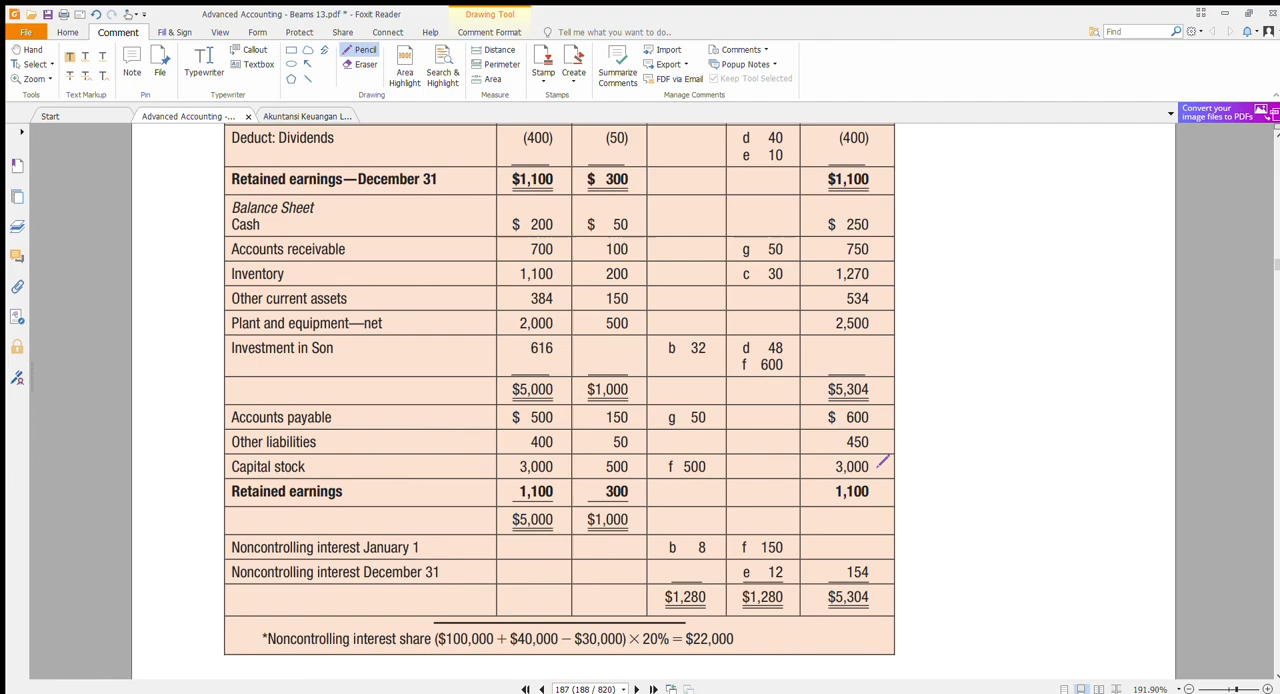 Advanced Accounting - Beams 13.pdf * - Foxit Reader
Drawing Tool
File Home Comment Fill & Sign View Form Protect Share Connect Help Comment Format Tell me what you want to do.. Find
Hand
Select
Zoom
Tools
Text Markup
Note
File
Pin
Typewriter
Callout
Textbox
Typewriter
Pencil
Eraser
Drawing
Area Highlight
Search & Highlight
Distance
Perimeter
Area
Measure
Stamp
Create
Stamps
Summarize Comments
Import
Export
FDF via Email
Comments
Popup Notes
Keep Tool Selected
Manage Comments
Start Advanced Accounting -... Akuntansi Keuangan L...
Convert your image files to PDFs
Deduct: Dividends (400) (50) d 40 (400)
e 10
Retained earnings—December 31 $1,100 $ 300 $1,100
Balance Sheet
Cash $ 200 $ 50 $ 250
Accounts receivable 700 100 g 50 750
Inventory 1,100 200 c 30 1,270
Other current assets 384 150 534
Plant and equipment—net 2,000 500 2,500
Investment in Son 616 b 32 d 48
f 600
$5,000 $1,000 $5,304
Accounts payable $ 500 150 g 50 $ 600
Other liabilities 400 50 450
Capital stock 3,000 500 f 500 3,000
Retained earnings 1,100 300 1,100
$5,000 $1,000
Noncontrolling interest January 1 b 8 f 150
Noncontrolling interest December 31 e 12 154
$1,280 $1,280 $5,304
*Noncontrolling interest share ($100,000 + $40,000 − $30,000) × 20% = $22,000
187 (188 / 820) 191.90%